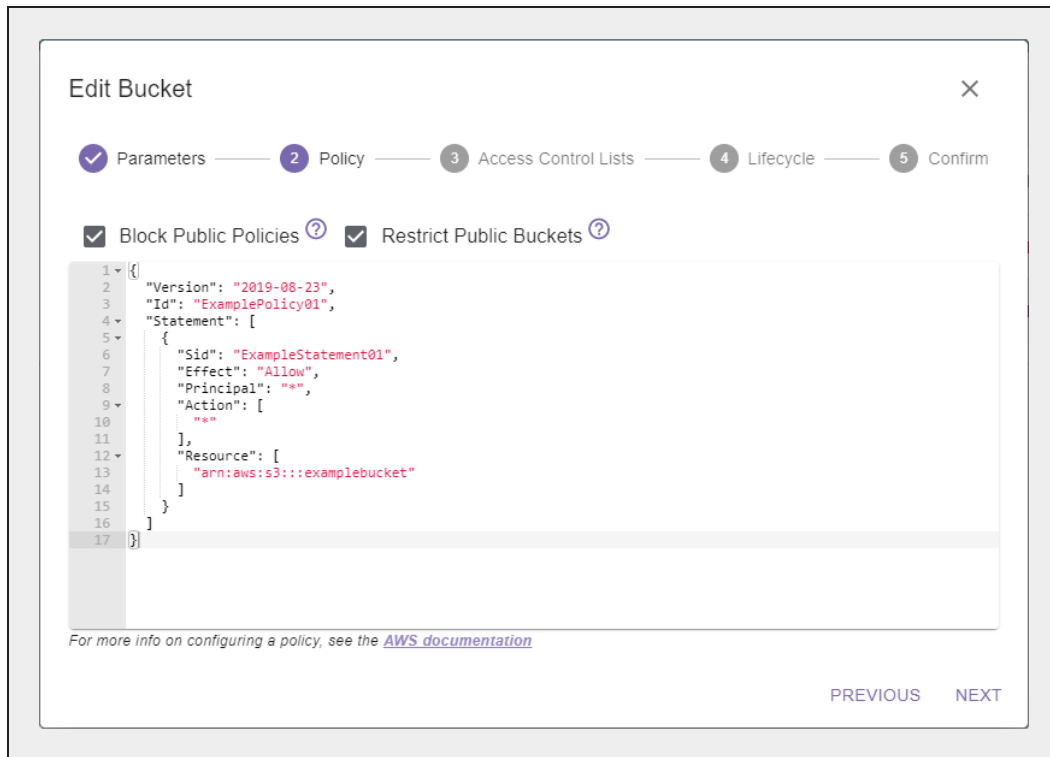 Edit Bucket
Parameters 2 Policy 3 Access Control Lists 4 Lifecycle 5 Confirm
Block Public Policies ? Restrict Public Buckets ?
1 {
2 "Version": "2019-08-23",
3 "Id": "ExamplePolicy01",
4 "Statement": [
5 {
6 "Sid": "ExampleStatement01",
7 "Effect": "Allow",
8 "Principal": "*",
9 "Action": [
10 "*"
11 ],
12 "Resource": [
13 "arn:aws:s3:::examplebucket"
14 ]
15 }
16 ]
17 }
For more info on configuring a policy, see the AWS documentation
PREVIOUS NEXT